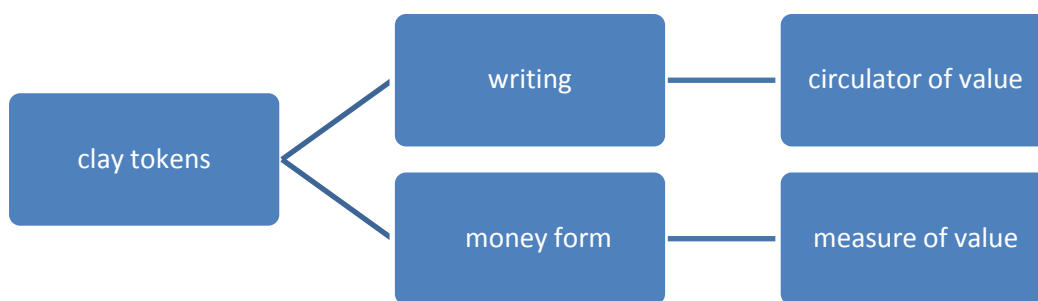 clay tokens
writing
circulator of value
money form
measure of value